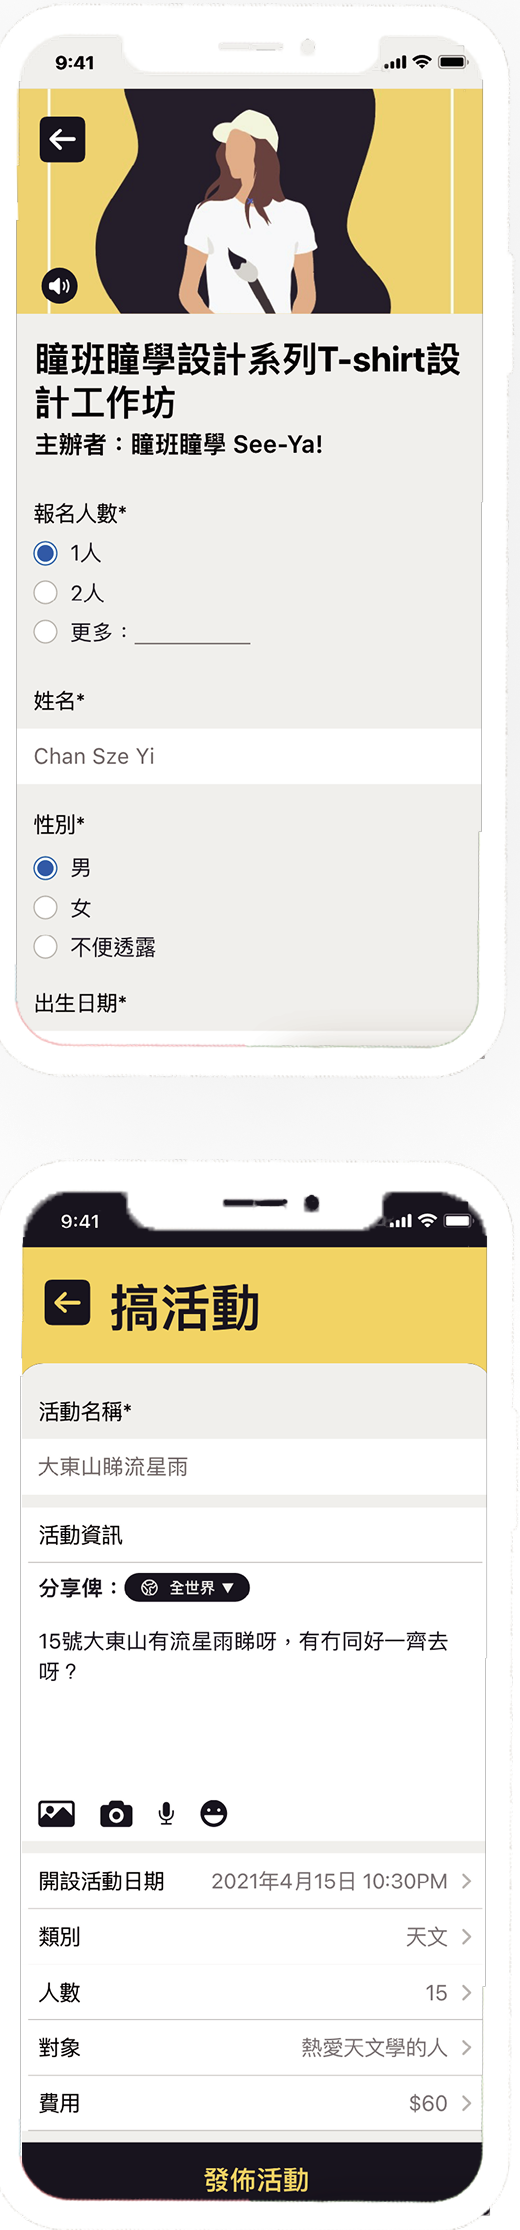 9:41
瞳班瞳學設計系列T-shirt設
計工作坊
主辦者：瞳班瞳學 See-Ya!
報名人數*
1人
2人
更多：
姓名*
Chan Sze Yi
性別*
男
女
不便透露
出生日期*
9:41
搞活動
活動名稱*
大東山睇流星雨
活動資訊
分享俾： 全世界 ▼
15號大東山有流星雨睇呀，有冇同好一齊去
呀？
開設活動日期 2021年4月15日 10:30PM
類別 天文
人數 15
對象 熱愛天文學的人
費用 $60
發佈活動